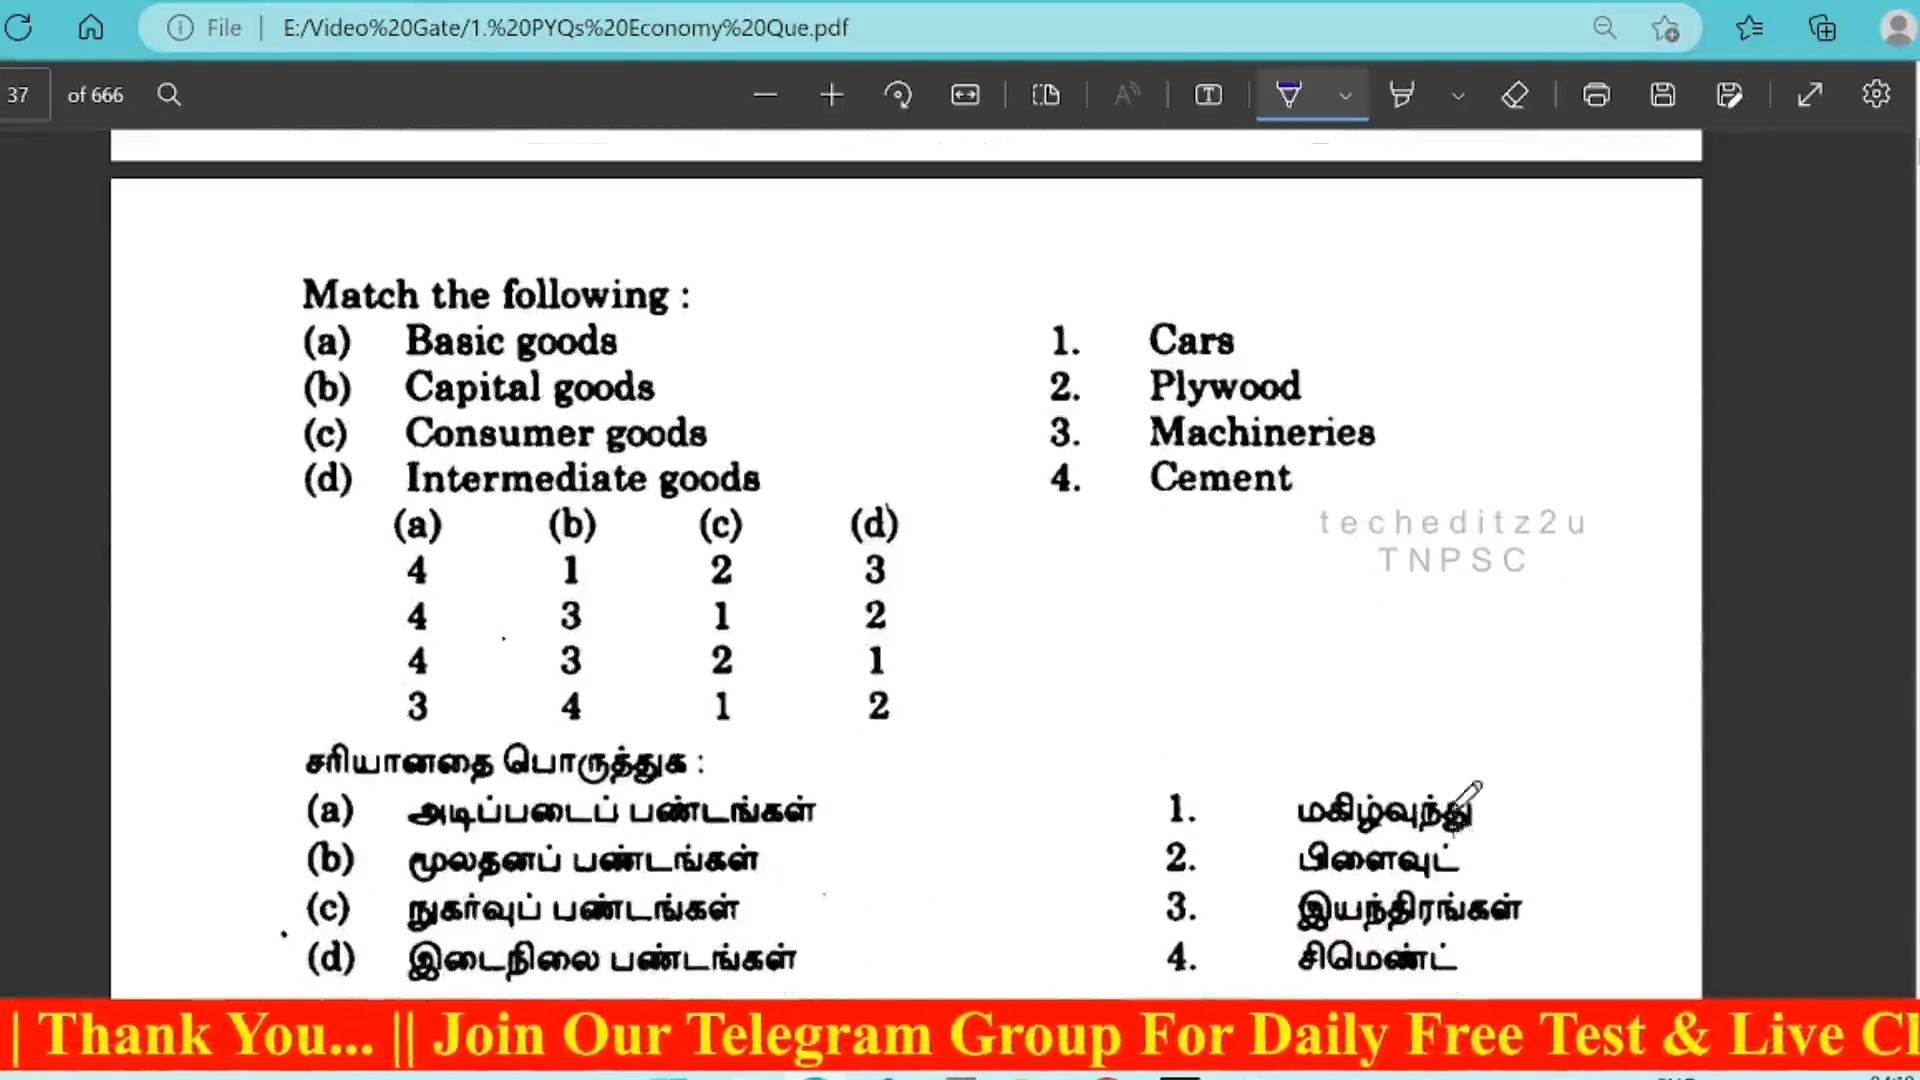 File E:/Video%20Gate/1.%20PYQs%20Economy%20Que.pdf
37 of 666
Match the following :
(a) Basic goods 1. Cars
(b) Capital goods 2. Plywood
(c) Consumer goods 3. Machineries
(d) Intermediate goods 4. Cement
(a) (b) (c) (d)
techeditz2u
TNPSC
4 1 2 3
4 3 1 2
4 3 2 1
3 4 1 2
சரியானதை பொருத்துக :
(a) அடிப்படைப் பண்டங்கள் 1. மகிழ்வுந்து
(b) மூலதனப் பண்டங்கள் 2. பிளைவுட்
(c) நுகர்வுப் பண்டங்கள் 3. இயந்திரங்கள்
(d) இடைநிலை பண்டங்கள் 4. சிமெண்ட்
| Thank You... || Join Our Telegram Group For Daily Free Test & Live Cl